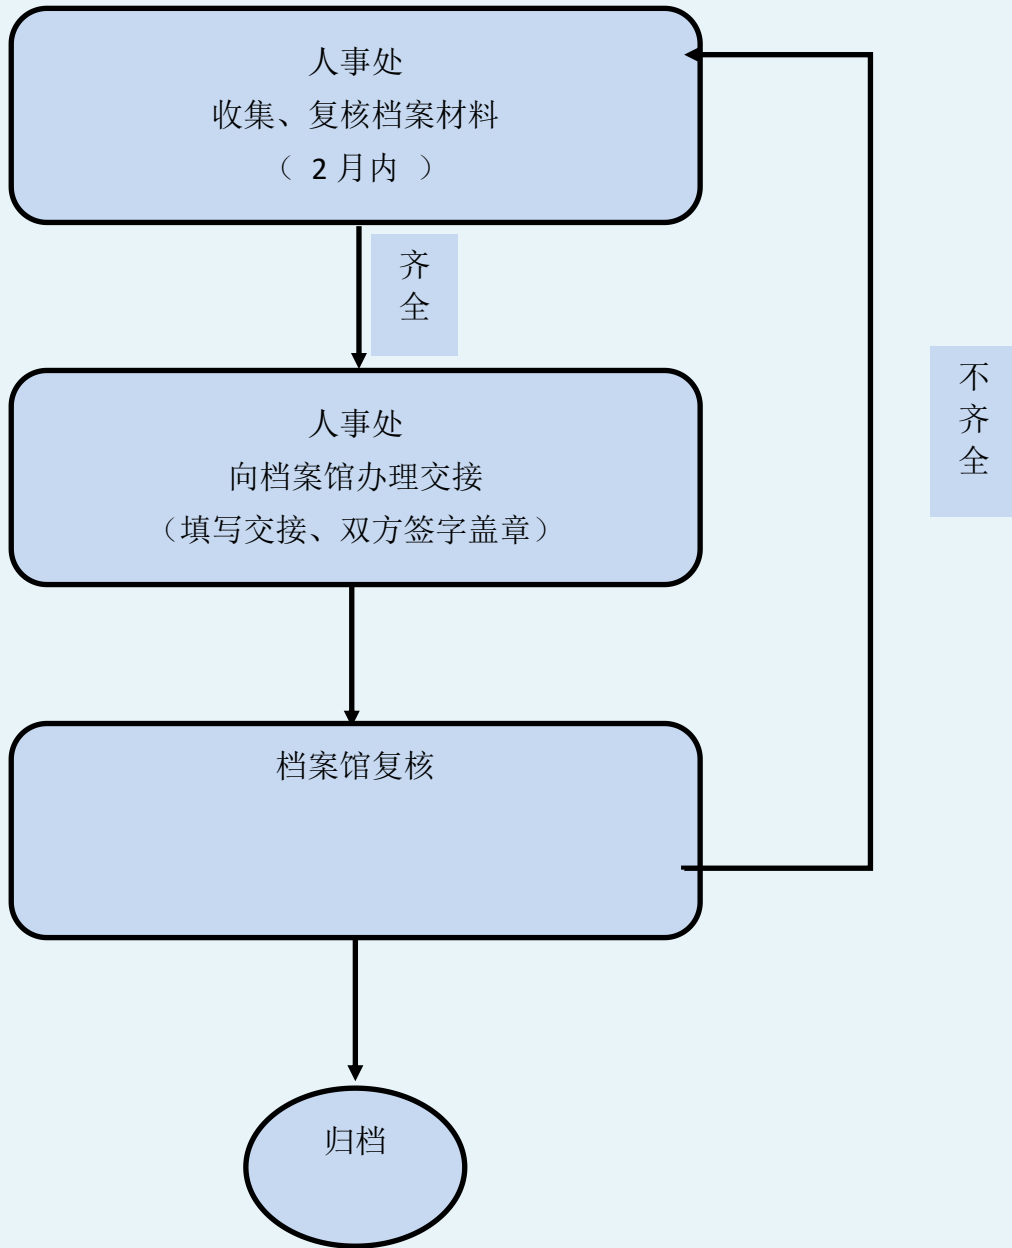 人事处
收集、复核档案材料
（ 2 月内 ）
齐
全
人事处
向档案馆办理交接
（填写交接、双方签字盖章）
不
齐
全
档案馆复核
归档